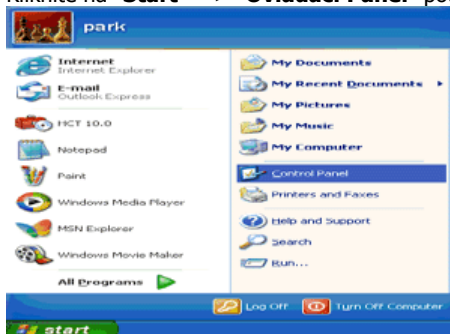 park
Internet
Internet Explorer
E-mail
Outlook Express
HCT 10.0
Notepad
Paint
Windows Media Player
MSN Explorer
Windows Movie Maker
All Programs
My Documents
My Recent Documents
My Pictures
My Music
My Computer
Control Panel
Printers and Faxes
Help and Support
Search
Run...
Log Off
Turn Off Computer
start